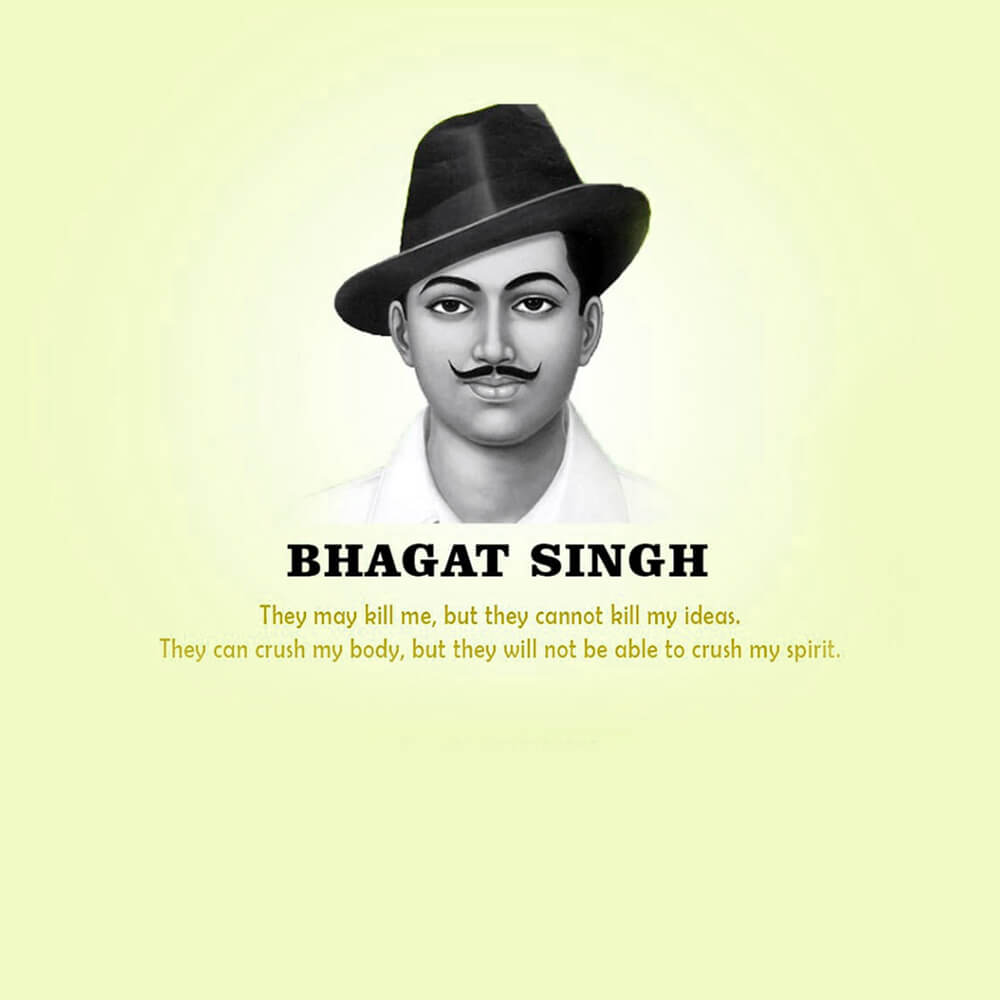 BHAGAT SINGH
They may kill me, but they cannot kill my ideas.
They can crush my body, but they will not be able to crush my spirit.